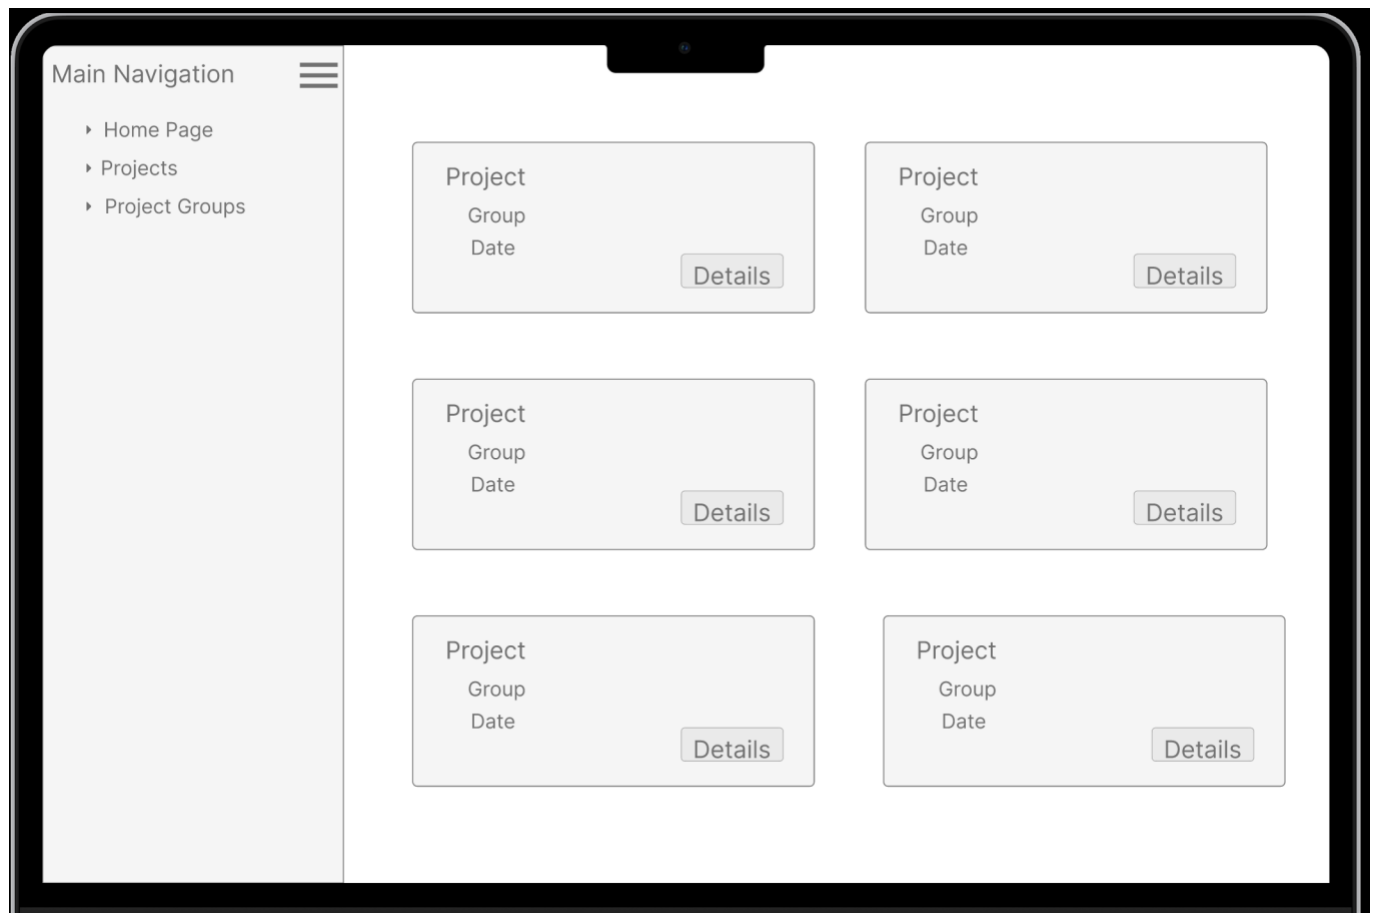 Main Navigation
Home Page
Projects
Project Groups
Project
Group
Date
Details
Project
Group
Date
Details
Project
Group
Date
Details
Project
Group
Date
Details
Project
Group
Date
Details
Project
Group
Date
Details